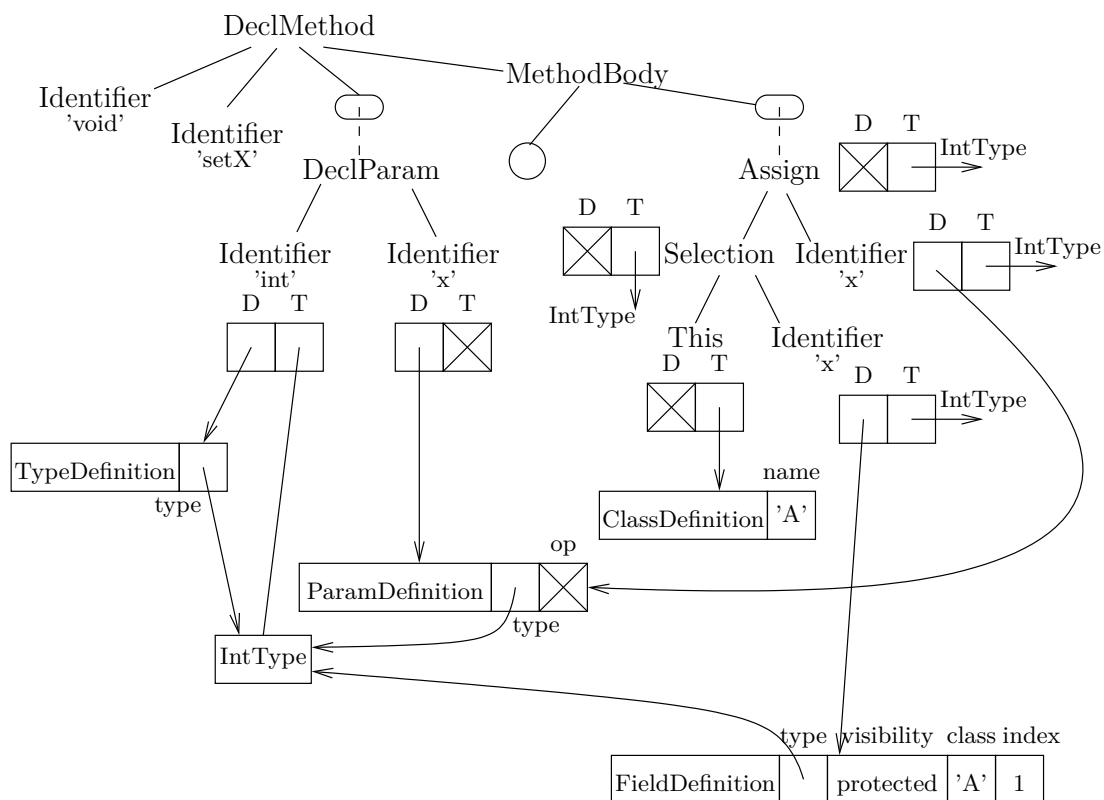 DeclMethod
MethodBody
Identifier
'void'
Identifier
'setX'
D T
IntType
DeclParam
Assign
D T
D T
IntType
Identifier
'int'
Identifier
'x'
Selection
Identifier
'x'
D T
D T
IntType
This
Identifier
'x'
D T
D T
IntType
TypeDefinition
type
name
ClassDefinition 'A'
op
ParamDefinition
type
IntType
type visibility class index
FieldDefinition protected 'A' 1